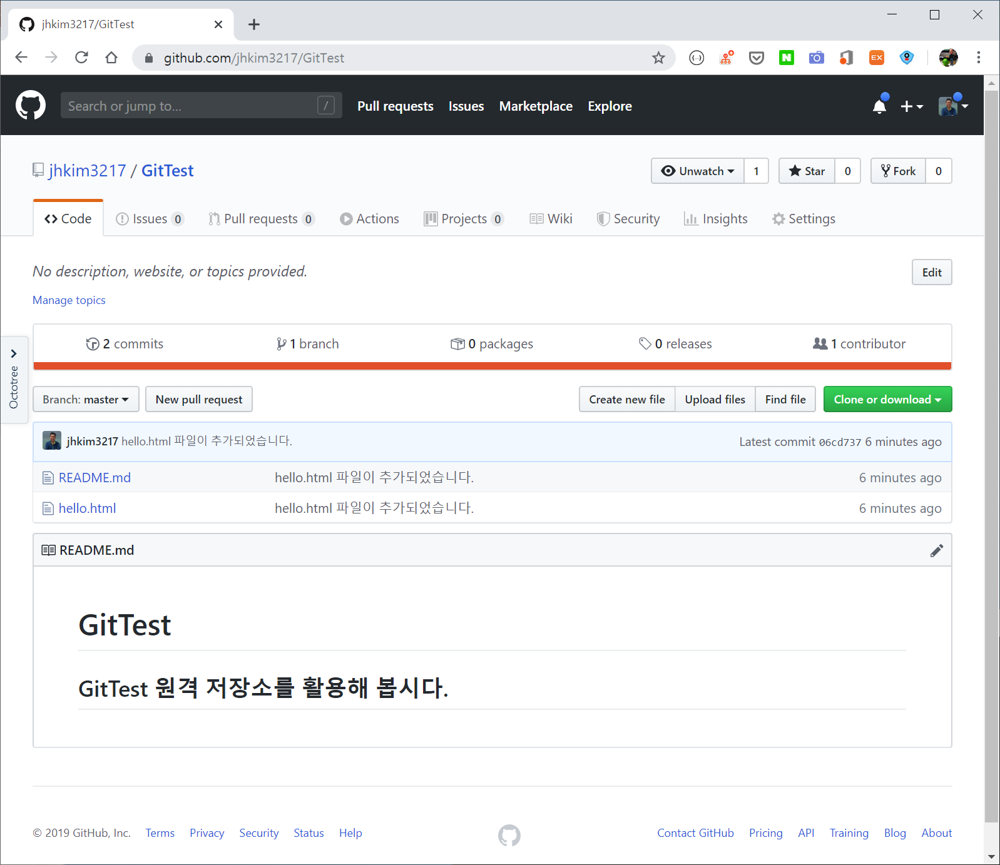 jhkim3217/GitTest
github.com/jhkim3217/GitTest
N
EX
Search or jump to... /
Pull requests Issues Marketplace Explore
jhkim3217 / GitTest
Unwatch 1 Star 0 Fork 0
Code Issues 0 Pull requests 0 Actions Projects 0 Wiki Security Insights Settings
No description, website, or topics provided.
Edit
Manage topics
2 commits 1 branch 0 packages 0 releases 1 contributor
Octotree
Branch: master New pull request Create new file Upload files Find file Clone or download
jhkim3217 hello.html 파일이 추가되었습니다. Latest commit 06cd737 6 minutes ago
README.md hello.html 파일이 추가되었습니다. 6 minutes ago
hello.html hello.html 파일이 추가되었습니다. 6 minutes ago
README.md
GitTest
GitTest 원격 저장소를 활용해 봅시다.
© 2019 GitHub, Inc. Terms Privacy Security Status Help Contact GitHub Pricing API Training Blog About